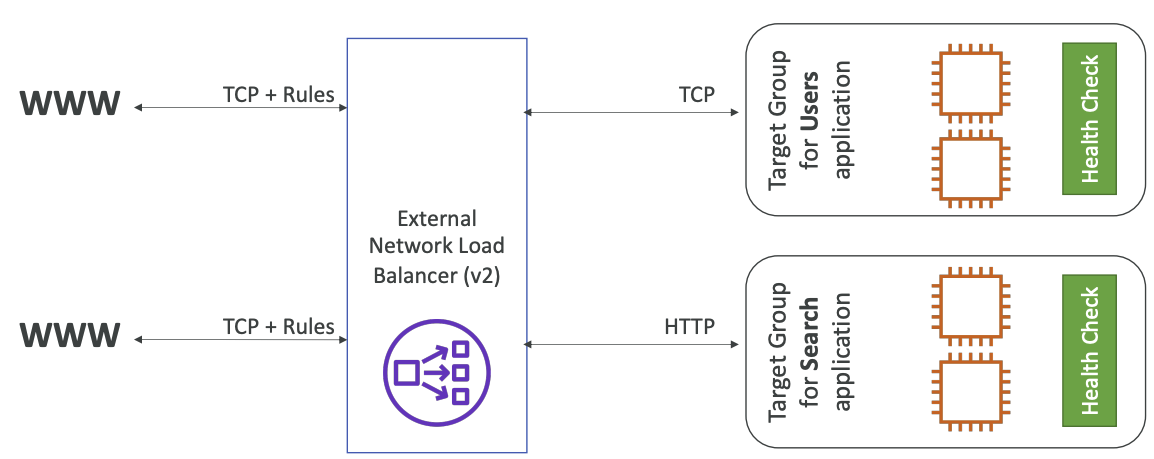 WWW
TCP + Rules
TCP
Target Group
for Users
application
Health Check
External
Network Load
Balancer (v2)
WWW
TCP + Rules
HTTP
Target Group
for Search
application
Health Check